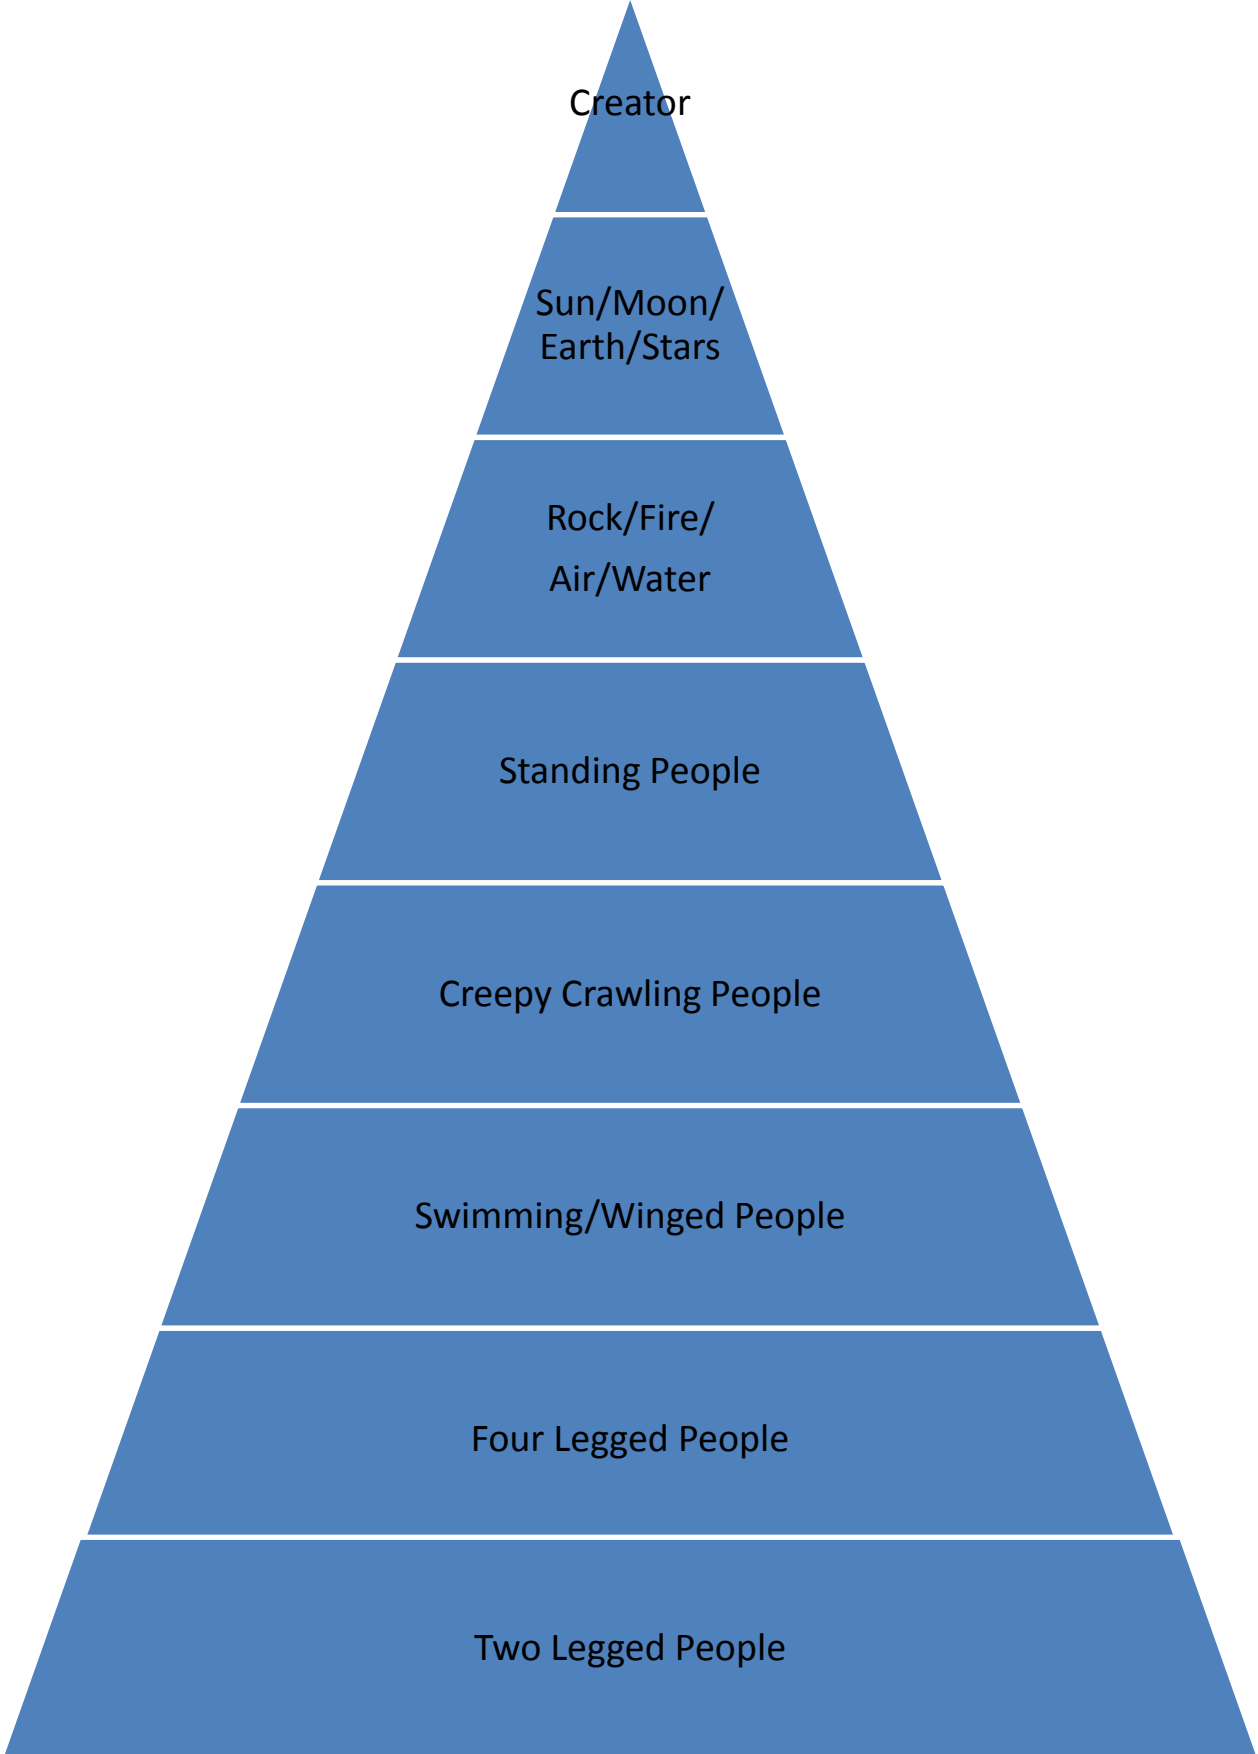 Creator
Sun/Moon/
Earth/Stars
Rock/Fire/
Air/Water
Standing People
Creepy Crawling People
Swimming/Winged People
Four Legged People
Two Legged People